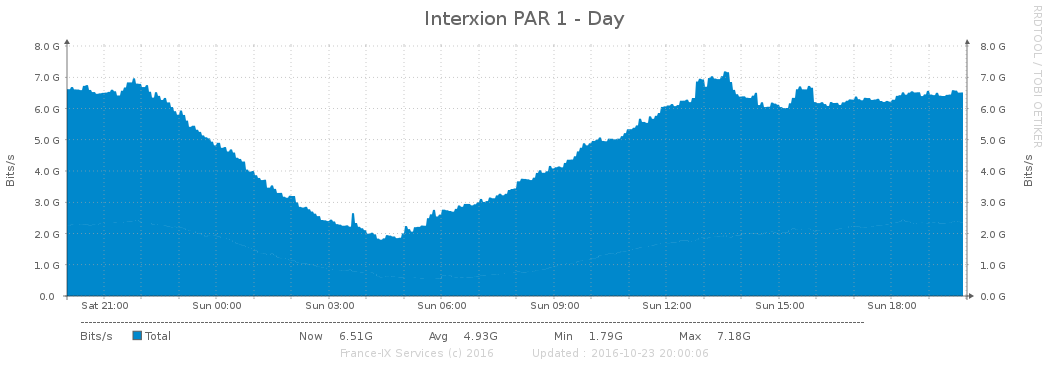 Interxion PAR 1 - Day
RRDTOOL / TOBI OETIKER
Bits/s
8.0 G 8.0 G
7.0 G 7.0 G
6.0 G 6.0 G
5.0 G 5.0 G
4.0 G 4.0 G
3.0 G 3.0 G
2.0 G 2.0 G
1.0 G 1.0 G
0.0 0.0 G
Bits/s
Sat 21:00 Sun 00:00 Sun 03:00 Sun 06:00 Sun 09:00 Sun 12:00 Sun 15:00 Sun 18:00
Bits/s Total Now 6.51G Avg 4.93G Min 1.79G Max 7.18G
France-IX Services (c) 2016 Updated : 2016-10-23 20:00:06